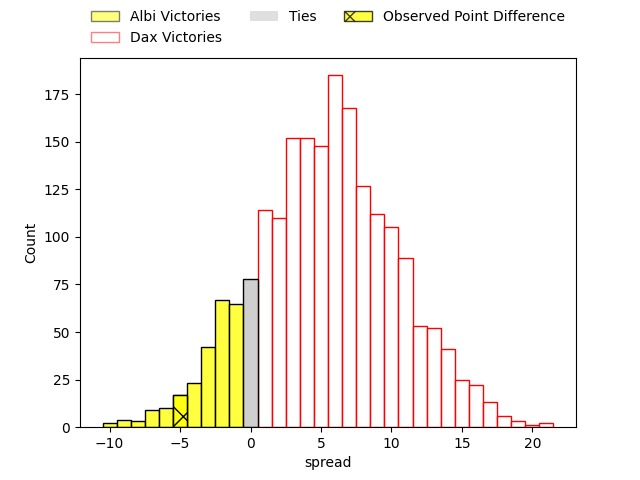 Albi Victories
Ties
Observed Point Difference
Dax Victories
175
150
125
100
75
50
25
0
Count
−10
−5
0
5
10
15
20
spread